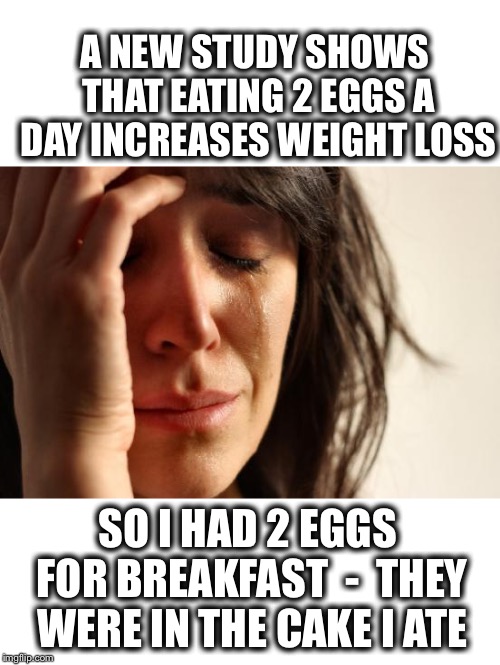 A NEW STUDY SHOWS
THAT EATING 2 EGGS A
DAY INCREASES WEIGHT LOSS
SO I HAD 2 EGGS
FOR BREAKFAST - THEY
WERE IN THE CAKE I ATE
imgflip.com